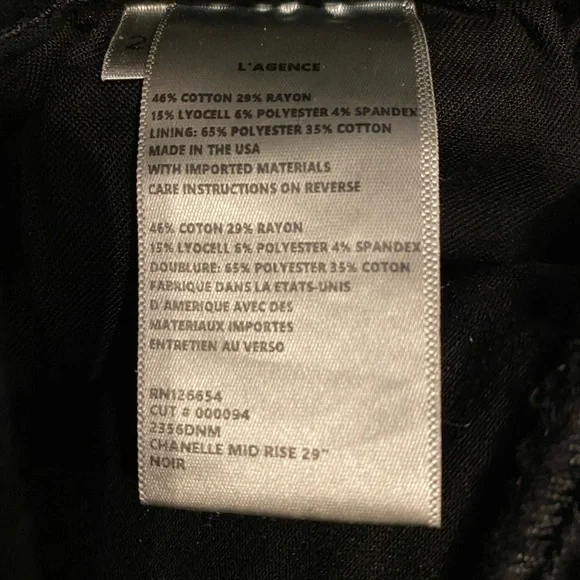 2
L'AGENCE
46% COTTON 29% RAYON
15% LYOCELL 6% POLYESTER 4% SPANDEX
LINING: 65% POLYESTER 35% COTTON
MADE IN THE USA
WITH IMPORTED MATERIALS
CARE INSTRUCTIONS ON REVERSE
46% COTON 29% RAYON
15% LYOCELL 6% POLYESTER 4% SPANDEX
DOUBLURE: 65% POLYESTER 35% COTON
FABRIQUE DANS LA ETATS-UNIS
D'AMERIQUE AVEC DES
MATERIAUX IMPORTES
ENTRETIEN AU VERSO
RN126654
CUT # 000094
2356DNM
CHANELLE MID RISE 29"
NOIR